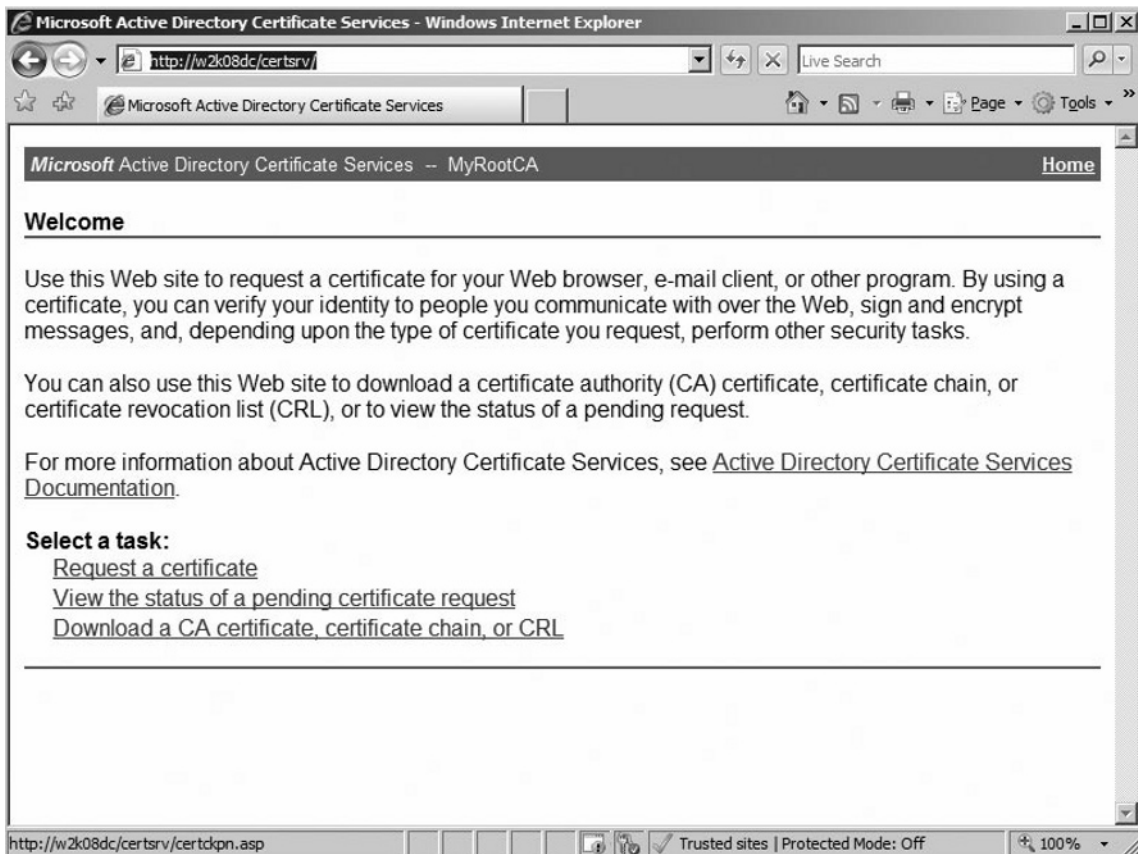 Microsoft Active Directory Certificate Services - Windows Internet Explorer
http://w2k08dc/certsrv/
Live Search
Microsoft Active Directory Certificate Services
Page
Tools
»
Microsoft Active Directory Certificate Services -- MyRootCA
Home
Welcome
Use this Web site to request a certificate for your Web browser, e-mail client, or other program. By using a
certificate, you can verify your identity to people you communicate with over the Web, sign and encrypt
messages, and, depending upon the type of certificate you request, perform other security tasks.
You can also use this Web site to download a certificate authority (CA) certificate, certificate chain, or
certificate revocation list (CRL), or to view the status of a pending request.
For more information about Active Directory Certificate Services, see Active Directory Certificate Services
Documentation.
Select a task:
Request a certificate
View the status of a pending certificate request
Download a CA certificate, certificate chain, or CRL
http://w2k08dc/certsrv/certckpn.asp
Trusted sites | Protected Mode: Off
100%